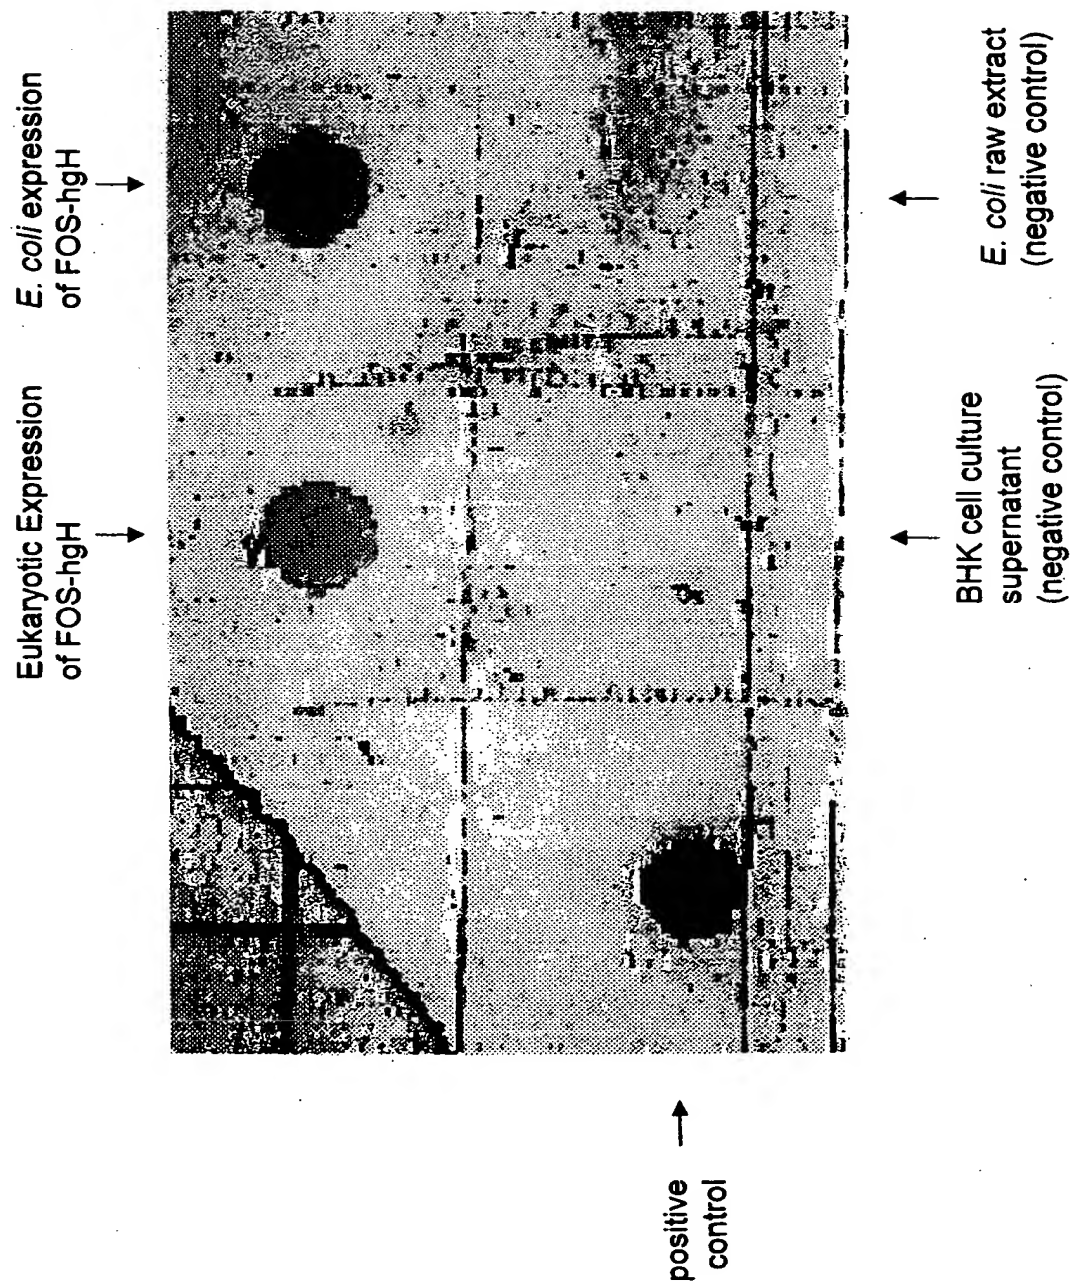 Eukaryotic Expression
of FOS-hgH
E. coli expression
of FOS-hgH
positive
control
BHK cell culture
supernatant
(negative control)
E. coli raw extract
(negative control)